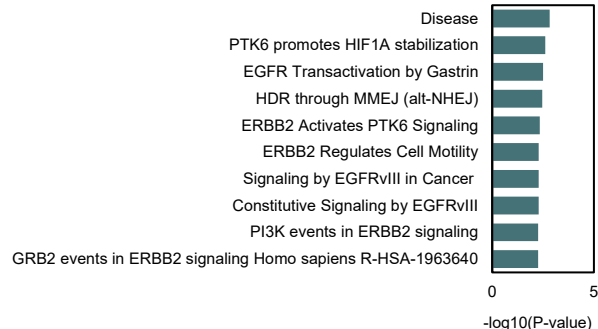 Disease
PTK6 promotes HIF1A stabilization
EGFR Transactivation by Gastrin
HDR through MMEJ (alt-NHEJ)
ERBB2 Activates PTK6 Signaling
ERBB2 Regulates Cell Motility
Signaling by EGFRvIII in Cancer
Constitutive Signaling by EGFRvIII
PI3K events in ERBB2 signaling
GRB2 events in ERBB2 signaling Homo sapiens R-HSA-1963640
0 5
-log10(P-value)